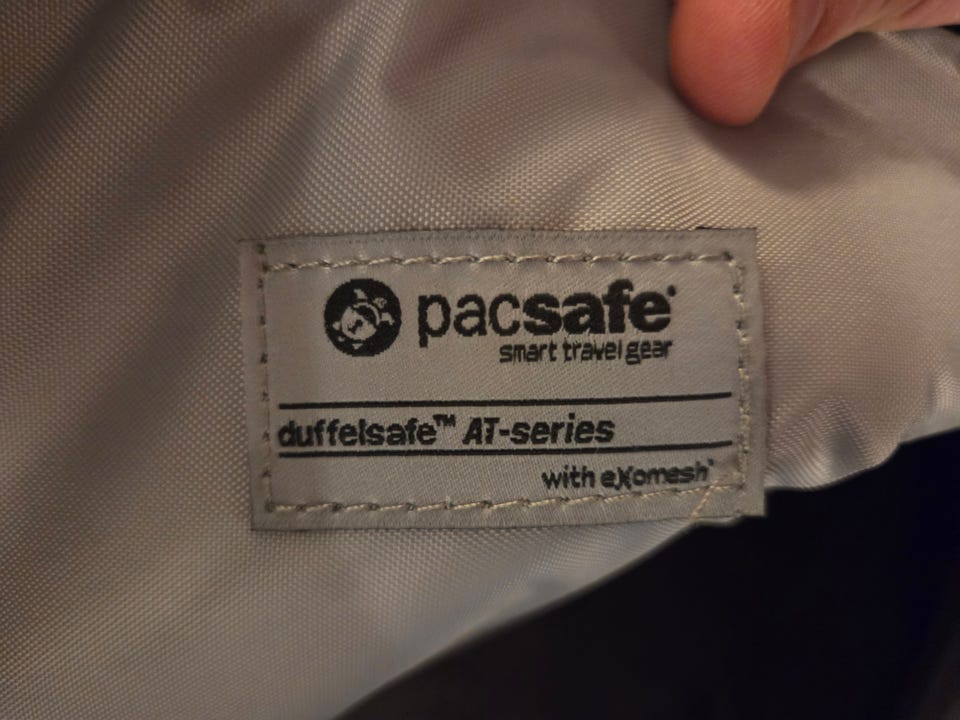 pacsafe®
smart travel gear
duffelsafe™ AT-series
with eXomesh®